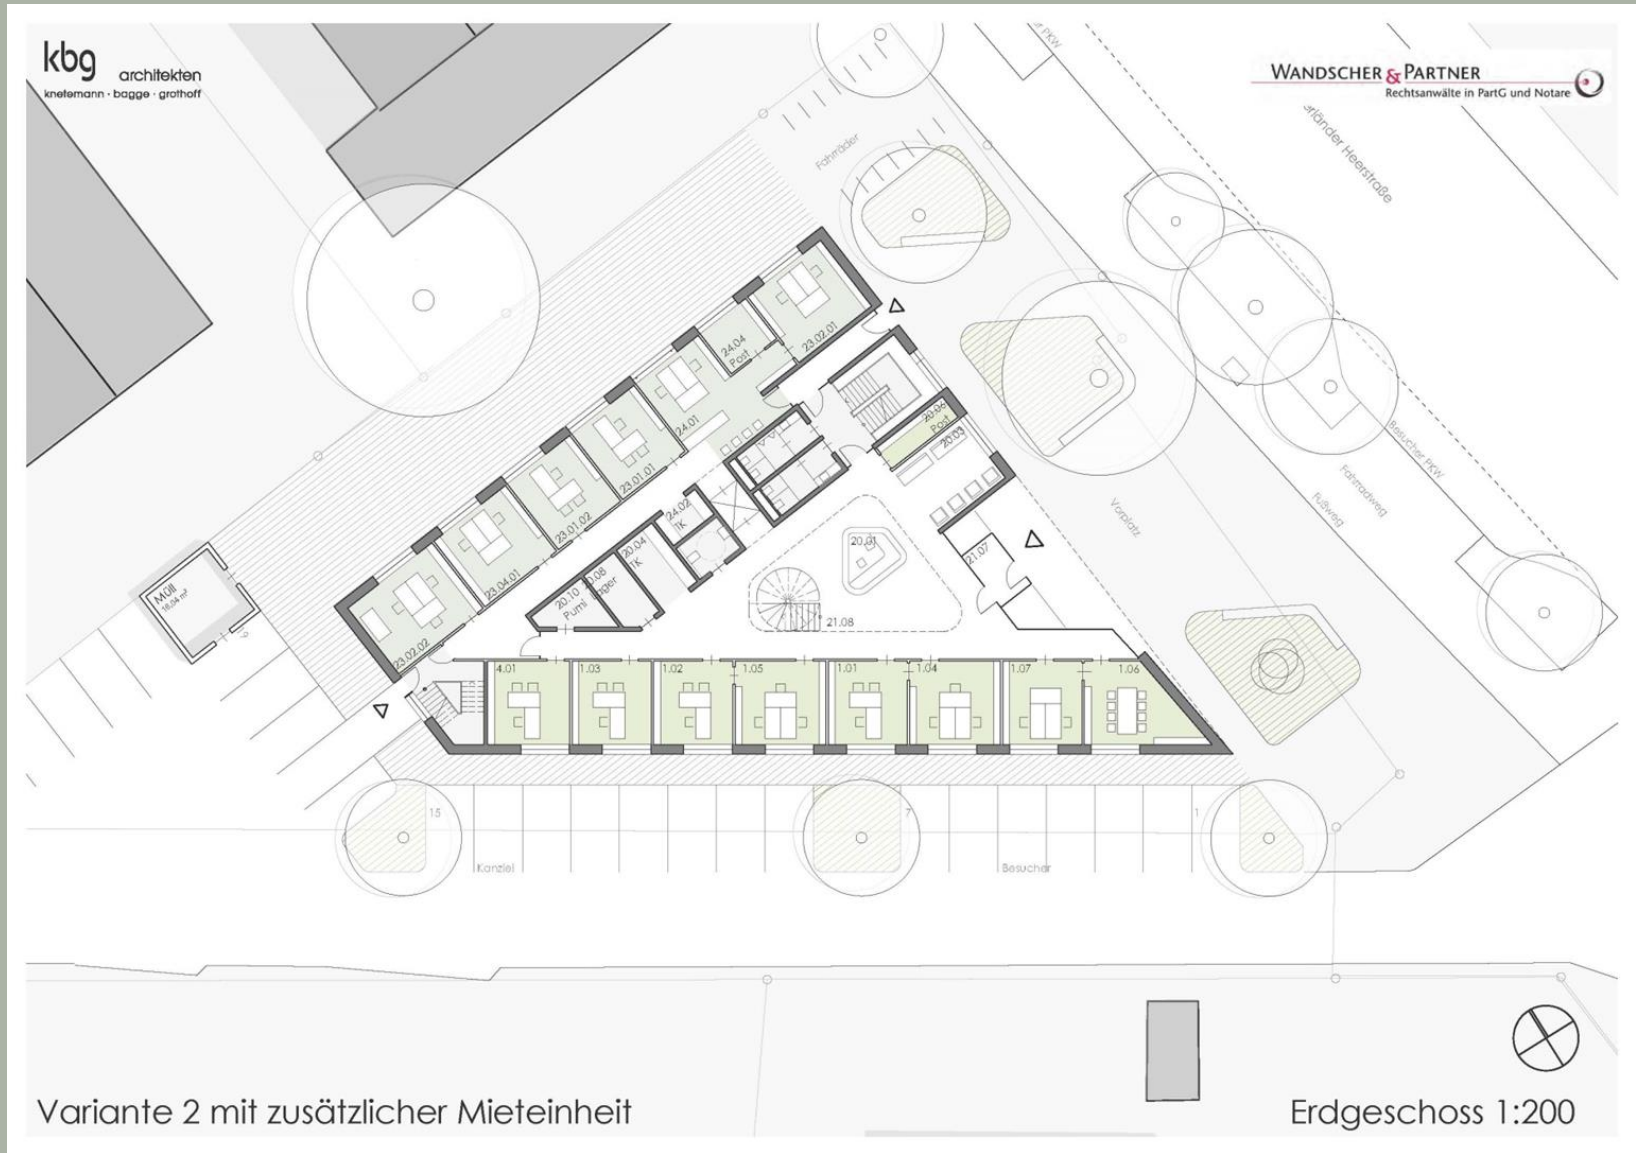 kbg architekten
knetemann · bagge · grothoff
WANDSCHER & PARTNER
Rechtsanwälte in PartG und Notare
Heerstraße
Fahrräder
23.02.01
24.04
Post
24.01
20.06
Post
20.03
23.01.01
23.01.02
24.02
TK
20.04
TK
20.10
Pumi
23.04.01
23.02.02
Müll
20.01
21.07
21.08
Vorplatz
Fußweg
Fahrradweg
Besucher PKW
4.01
1.03
1.02
1.05
1.01
1.04
1.07
1.06
15
7
1
Kanzlei
Besucher
Variante 2 mit zusätzlicher Mieteinheit
Erdgeschoss 1:200